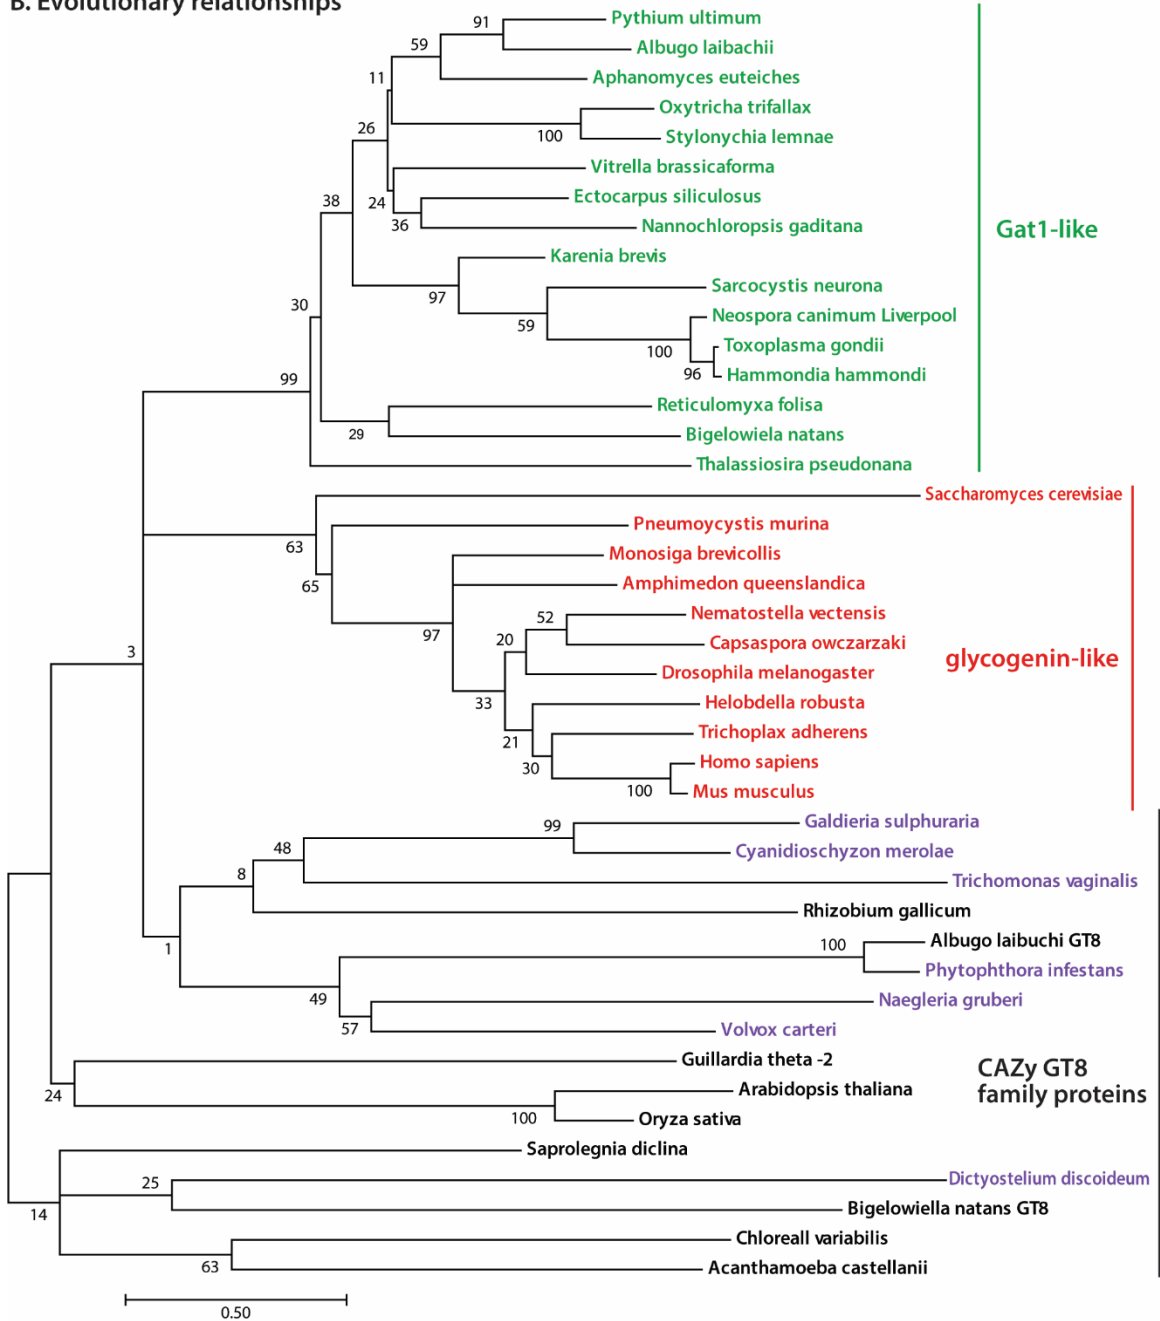 B. Evolutionary relationships
91
Pythium ultimum
59
Albugo laibachii
11
Aphanomyces euteiches
Oxytricha trifallax
26
100
Stylonychia lemnae
Vitrella brassicaforma
38
24
Ectocarpus siliculosus
36
Nannochloropsis gaditana
Gat1-like
Karenia brevis
97
Sarcocystis neurona
30
59
Neospora canimum Liverpool
100
Toxoplasma gondii
96
Hammondia hammondi
99
Reticulomyxa folisa
29
Bigelowiela natans
Thalassiosira pseudonana
Saccharomyces cerevisiae
Pneumoycystis murina
63
Monosiga brevicollis
65
Amphimedon queenslandica
97
52
Nematostella vectensis
20
Capsaspora owczarzaki
3
glycogenin-like
Drosophila melanogaster
33
Helobdella robusta
21
Trichoplax adherens
30
Homo sapiens
100
Mus musculus
99
Galdieria sulphuraria
48
Cyanidioschyzon merolae
8
Trichomonas vaginalis
Rhizobium gallicum
1
100
Albugo laibuchi GT8
Phytophthora infestans
49
Naegleria gruberi
57
Volvox carteri
Guillardia theta -2
CAZy GT8
family proteins
24
Arabidopsis thaliana
100
Oryza sativa
Saprolegnia diclina
25
Dictyostelium discoideum
14
Bigelowiella natans GT8
Chloreall variabilis
63
Acanthamoeba castellanii
0.50